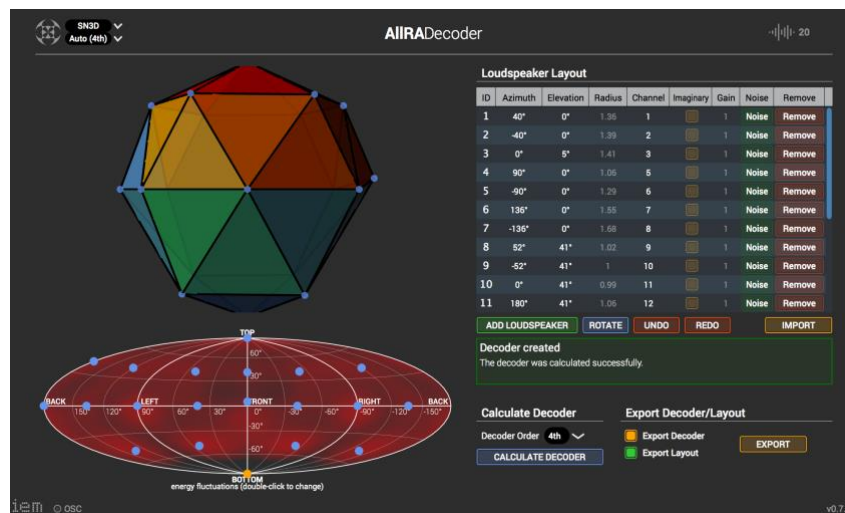 SN3D
Auto (4th)
AllRADecoder
20
Loudspeaker Layout
ID Azimuth Elevation Radius Channel Imaginary Gain Noise Remove
1 40° 0° 1.36 1 1 Noise Remove
2 -40° 0° 1.39 2 1 Noise Remove
3 0° 5° 1.41 3 1 Noise Remove
4 90° 0° 1.06 5 1 Noise Remove
5 -90° 0° 1.29 6 1 Noise Remove
6 136° 0° 1.55 7 1 Noise Remove
7 -136° 0° 1.68 8 1 Noise Remove
8 52° 41° 1.02 9 1 Noise Remove
9 -52° 41° 1 10 1 Noise Remove
10 0° 41° 0.99 11 1 Noise Remove
11 180° 41° 1.06 12 1 Noise Remove
ADD LOUDSPEAKER ROTATE UNDO REDO IMPORT
Decoder created
The decoder was calculated successfully.
TOP
60°
30°
BACK LEFT FRONT RIGHT BACK
150° 120° 90° 60° 30° 0° -30° -60° -90° -120° -150°
-30°
-60°
BOTTOM
energy fluctuations (double-click to change)
Calculate Decoder
Decoder Order 4th
CALCULATE DECODER
Export Decoder/Layout
Export Decoder
Export Layout
EXPORT
iem OSC